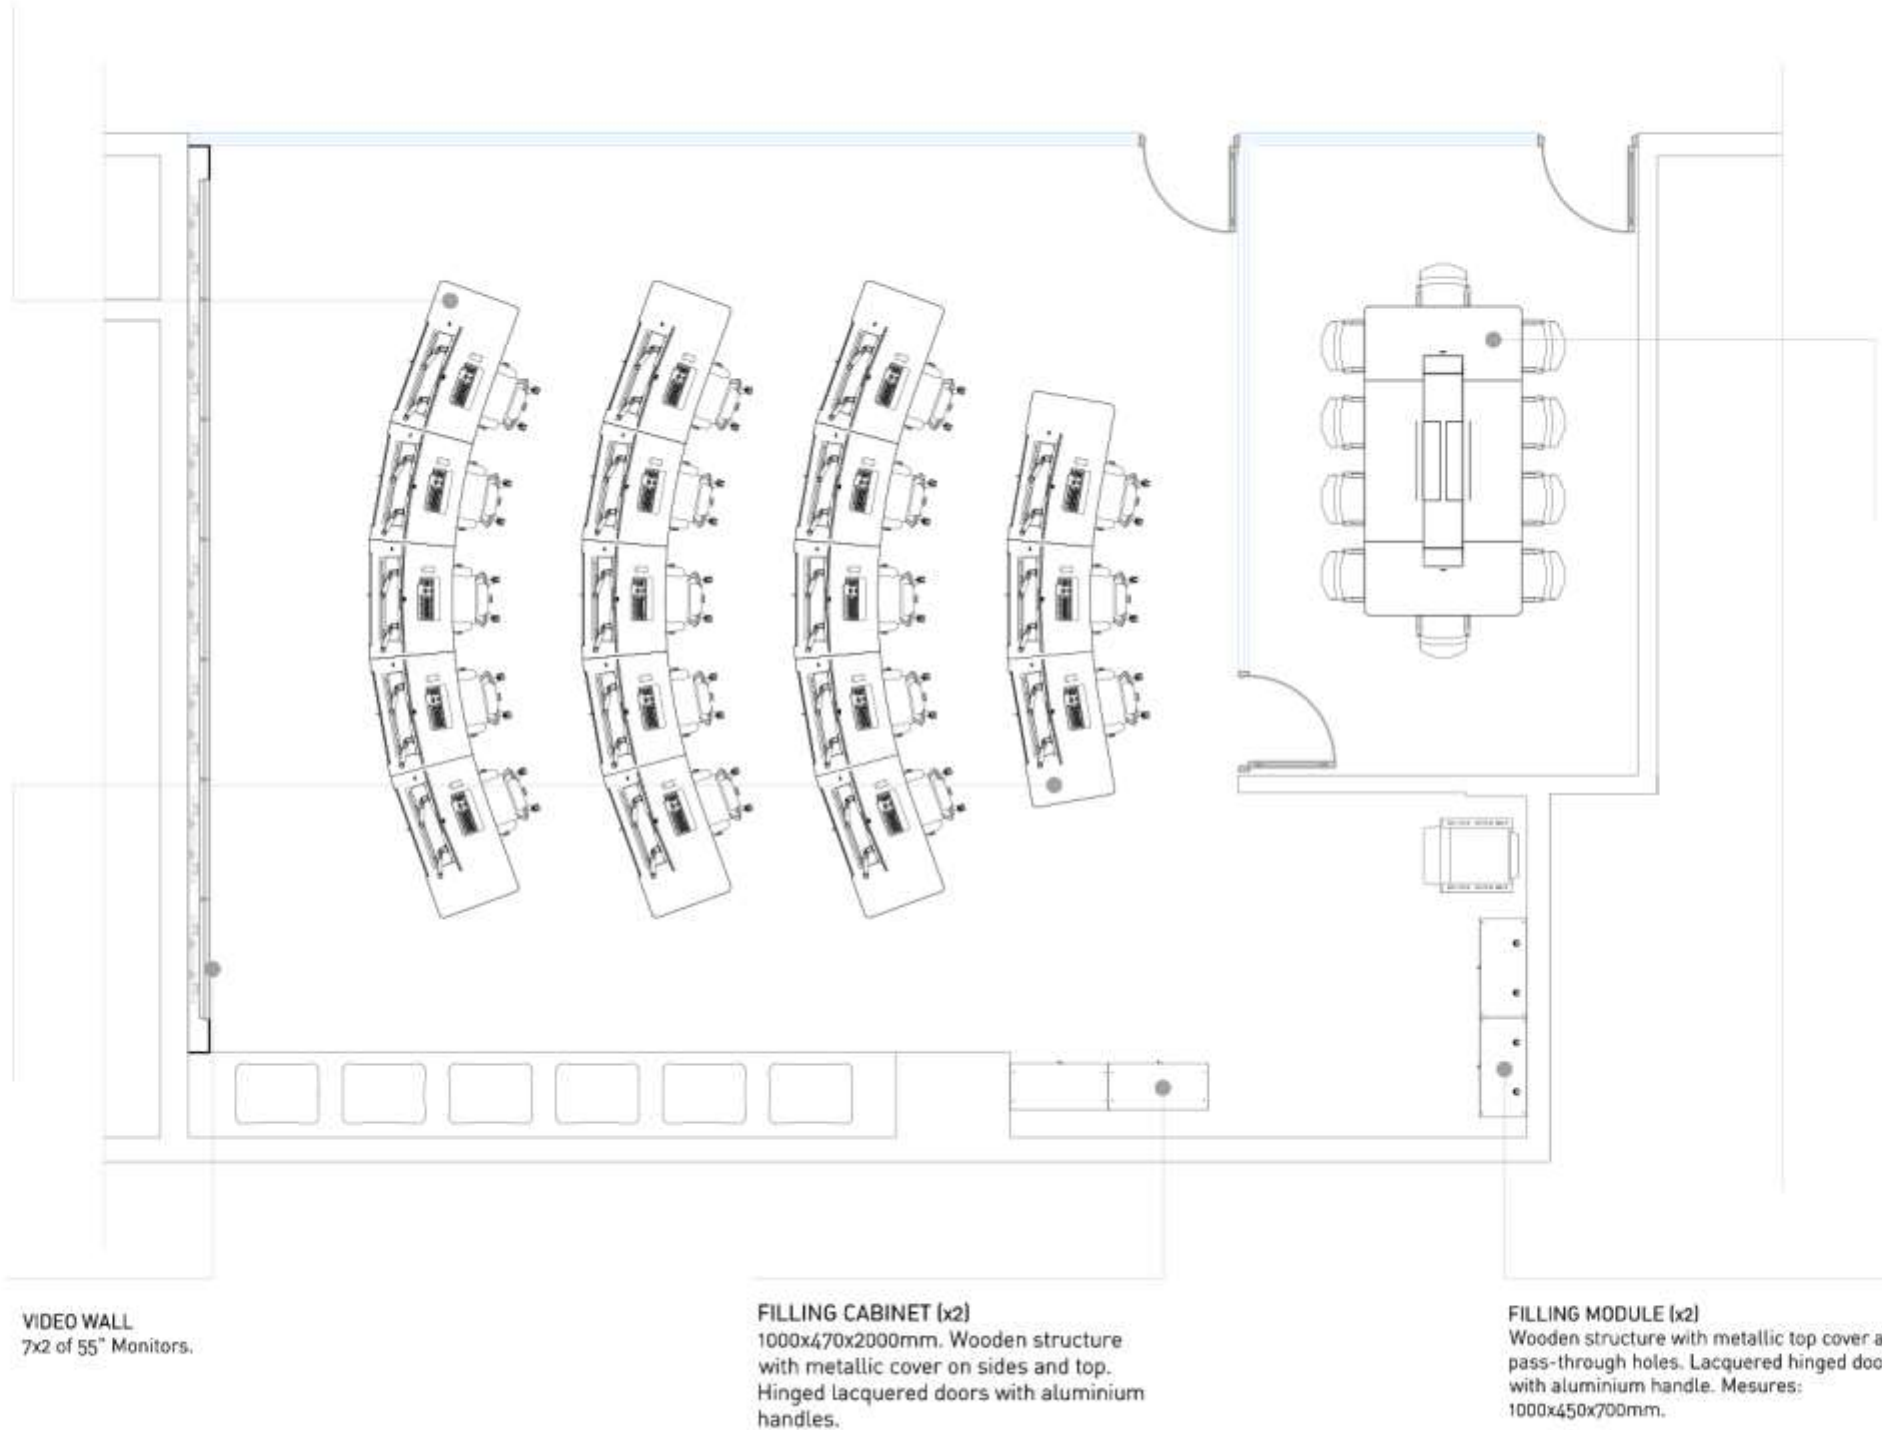 VIDEO WALL
7x2 of 55" Monitors.
FILLING CABINET (x2)
1000x470x2000mm. Wooden structure
with metallic cover on sides and top.
Hinged lacquered doors with aluminium
handles.
FILLING MODULE (x2)
Wooden structure with metallic top cover a
pass-through holes. Lacquered hinged doo
with aluminium handle. Mesures:
1000x450x700mm.